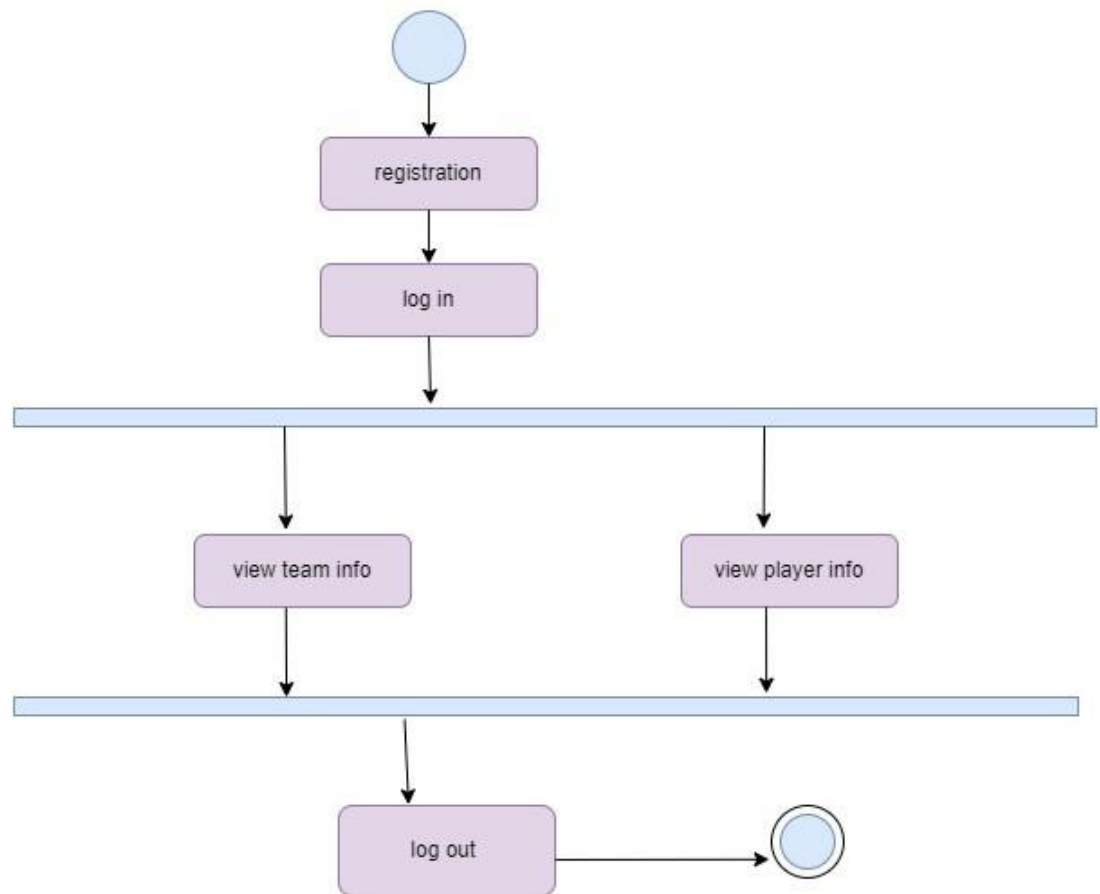 registration
log in
view team info
view player info
log out